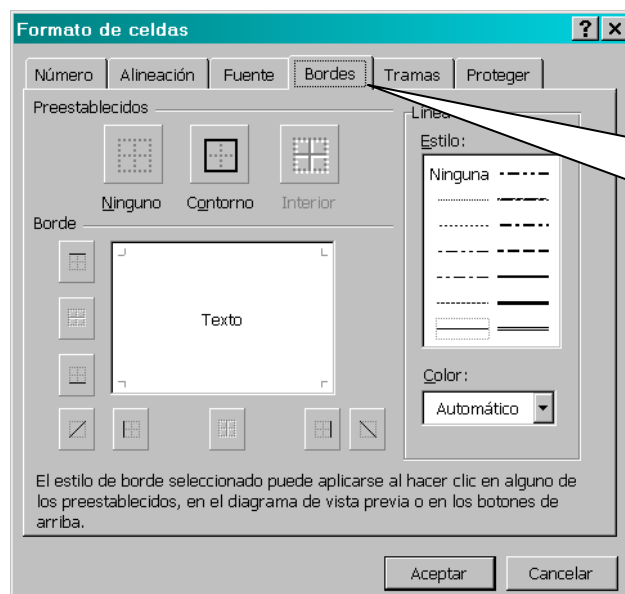 Formato de celdas
Número Alineación Fuente Bordes Tramas Proteger
Preestablecidos
Línea
Ninguno Contorno Interior
Estilo:
Ninguna
Borde
Texto
Color:
Automático
El estilo de borde seleccionado puede aplicarse al hacer clic en alguno de
los preestablecidos, en el diagrama de vista previa o en los botones de
arriba.
Aceptar Cancelar